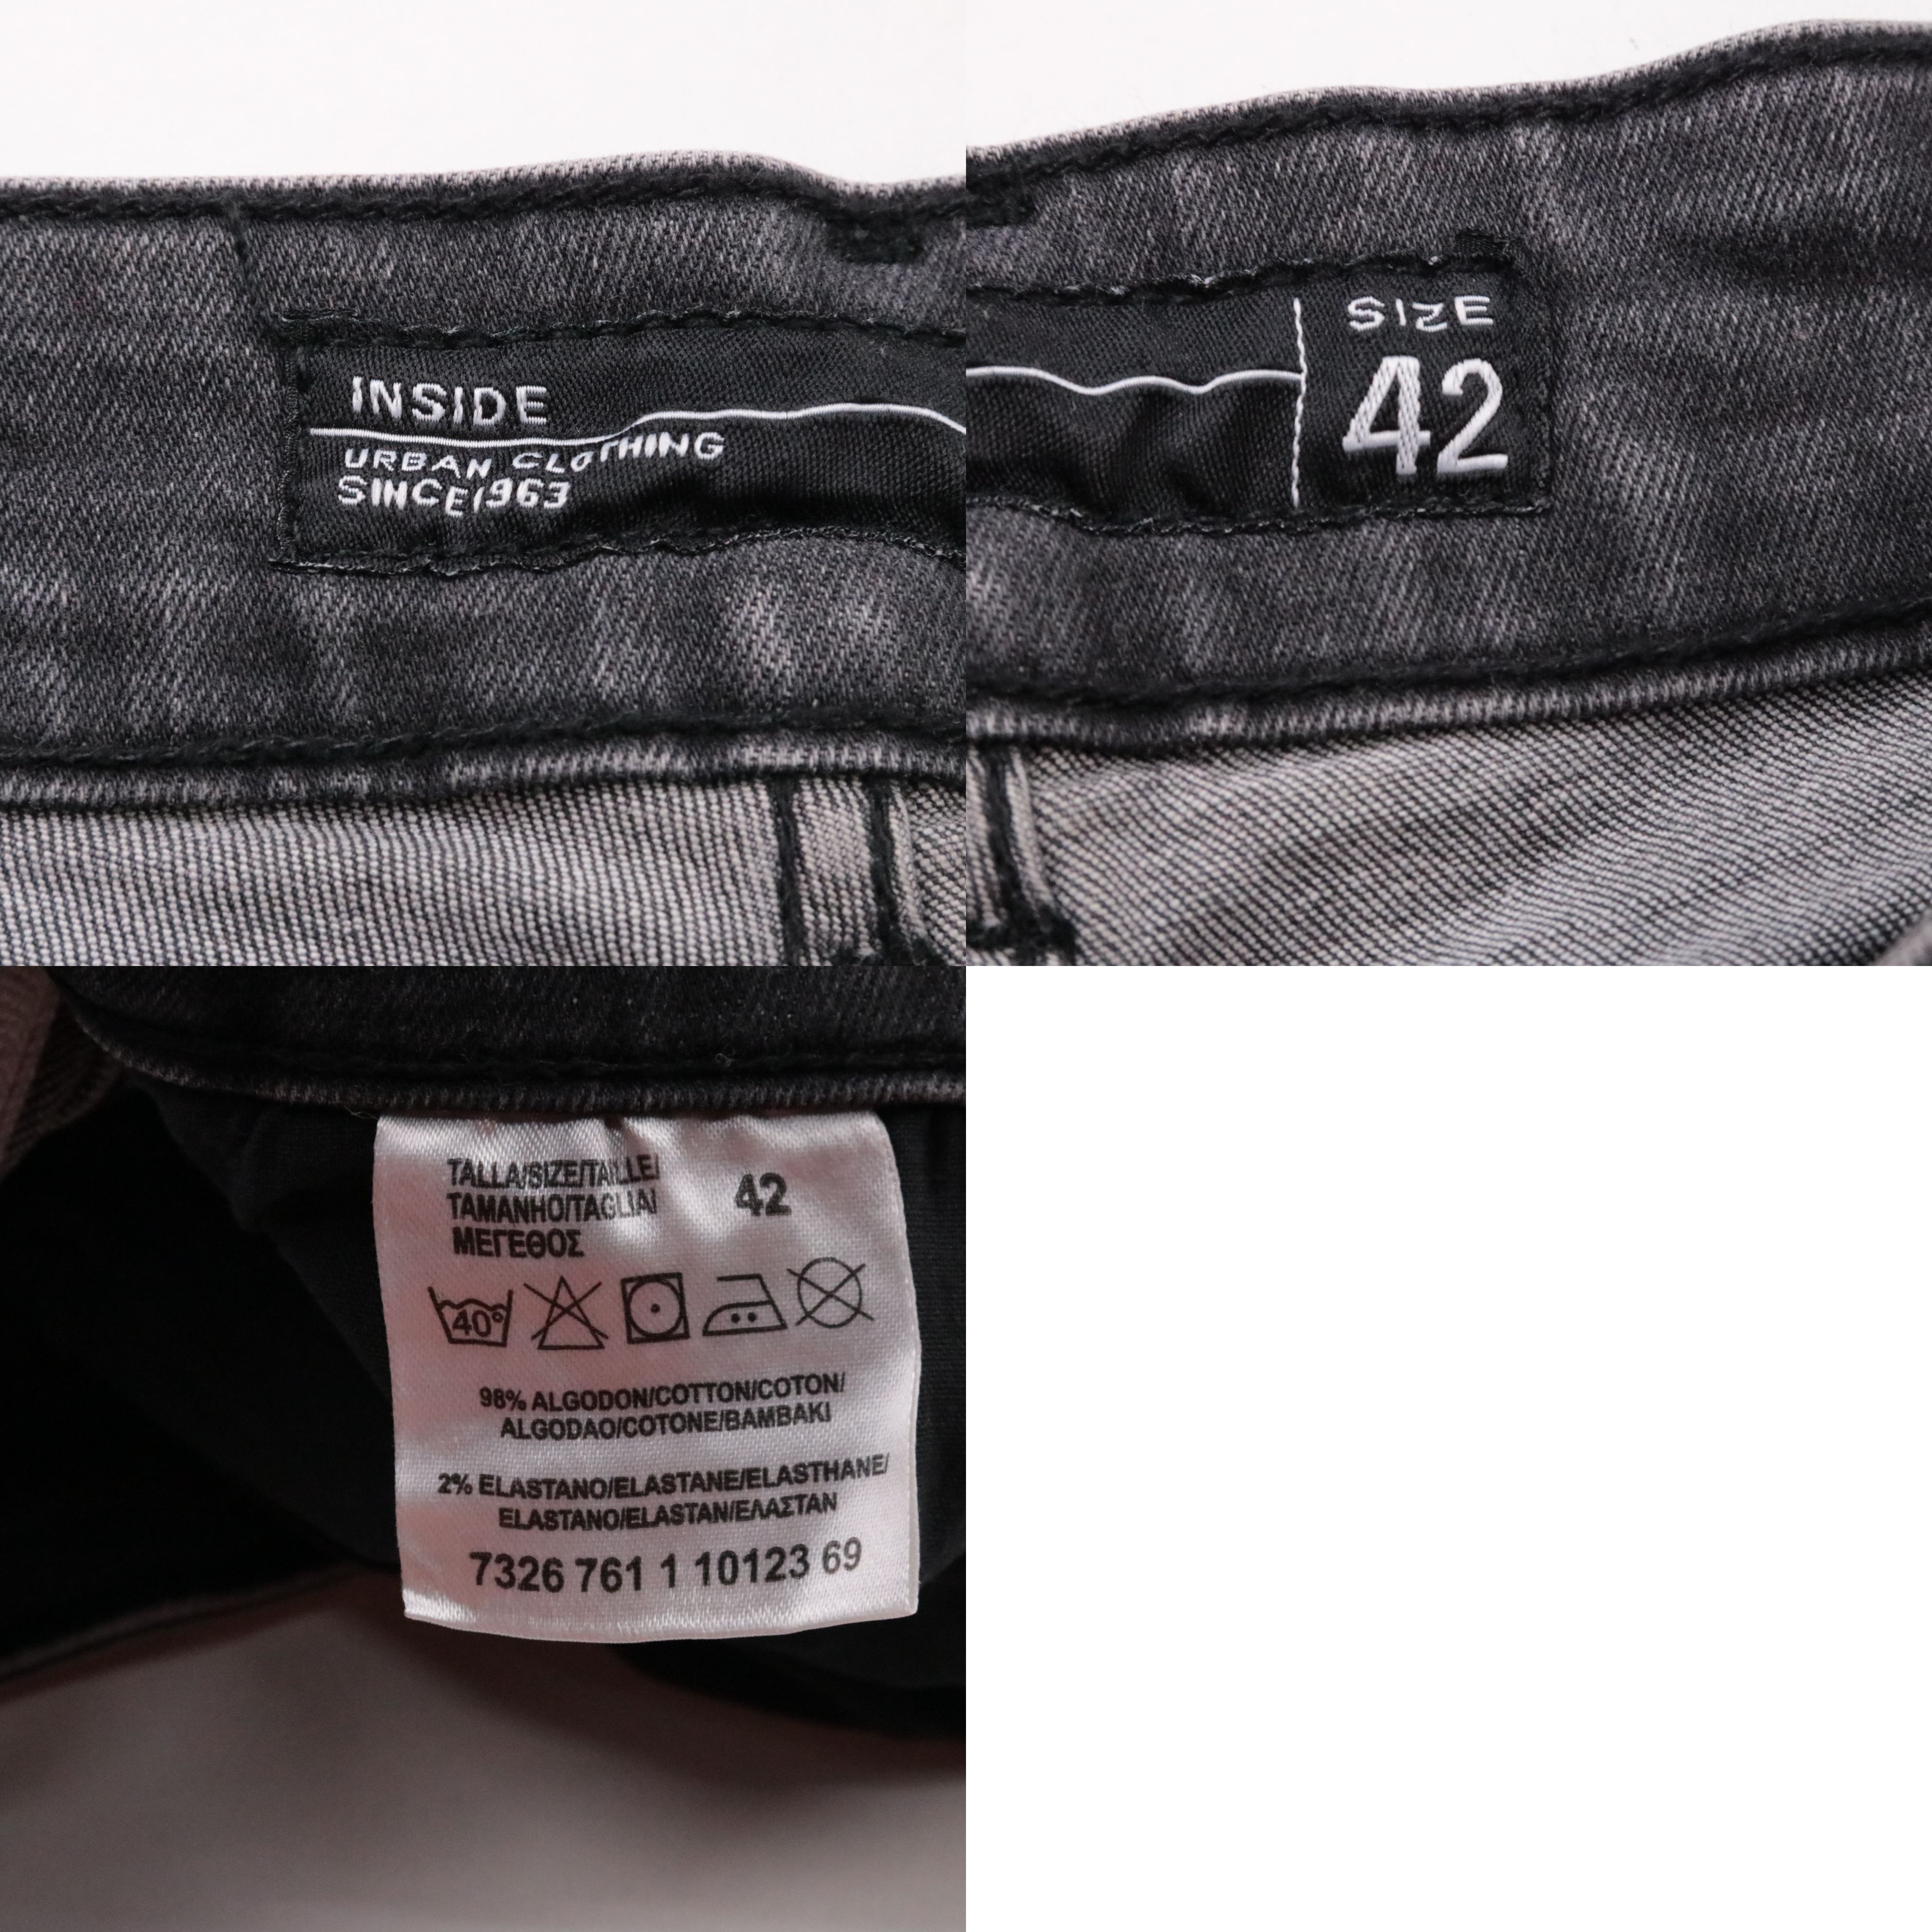 INSIDE
URBAN CLOTHING
SINCE1963
SIZE
42
TALLA/SIZE/TAILLE/
TAMANHO/TAGLIA/
ΜΕΓΕΘΟΣ
42
40°
98% ALGODON/COTTON/COTON/
ALGODAO/COTONE/BAMBAKI
2% ELASTANO/ELASTANE/ELASTHANE/
ELASTANO/ELASTAN/ΕΛΑΣΤΑΝ
7326 761 1 10123 69